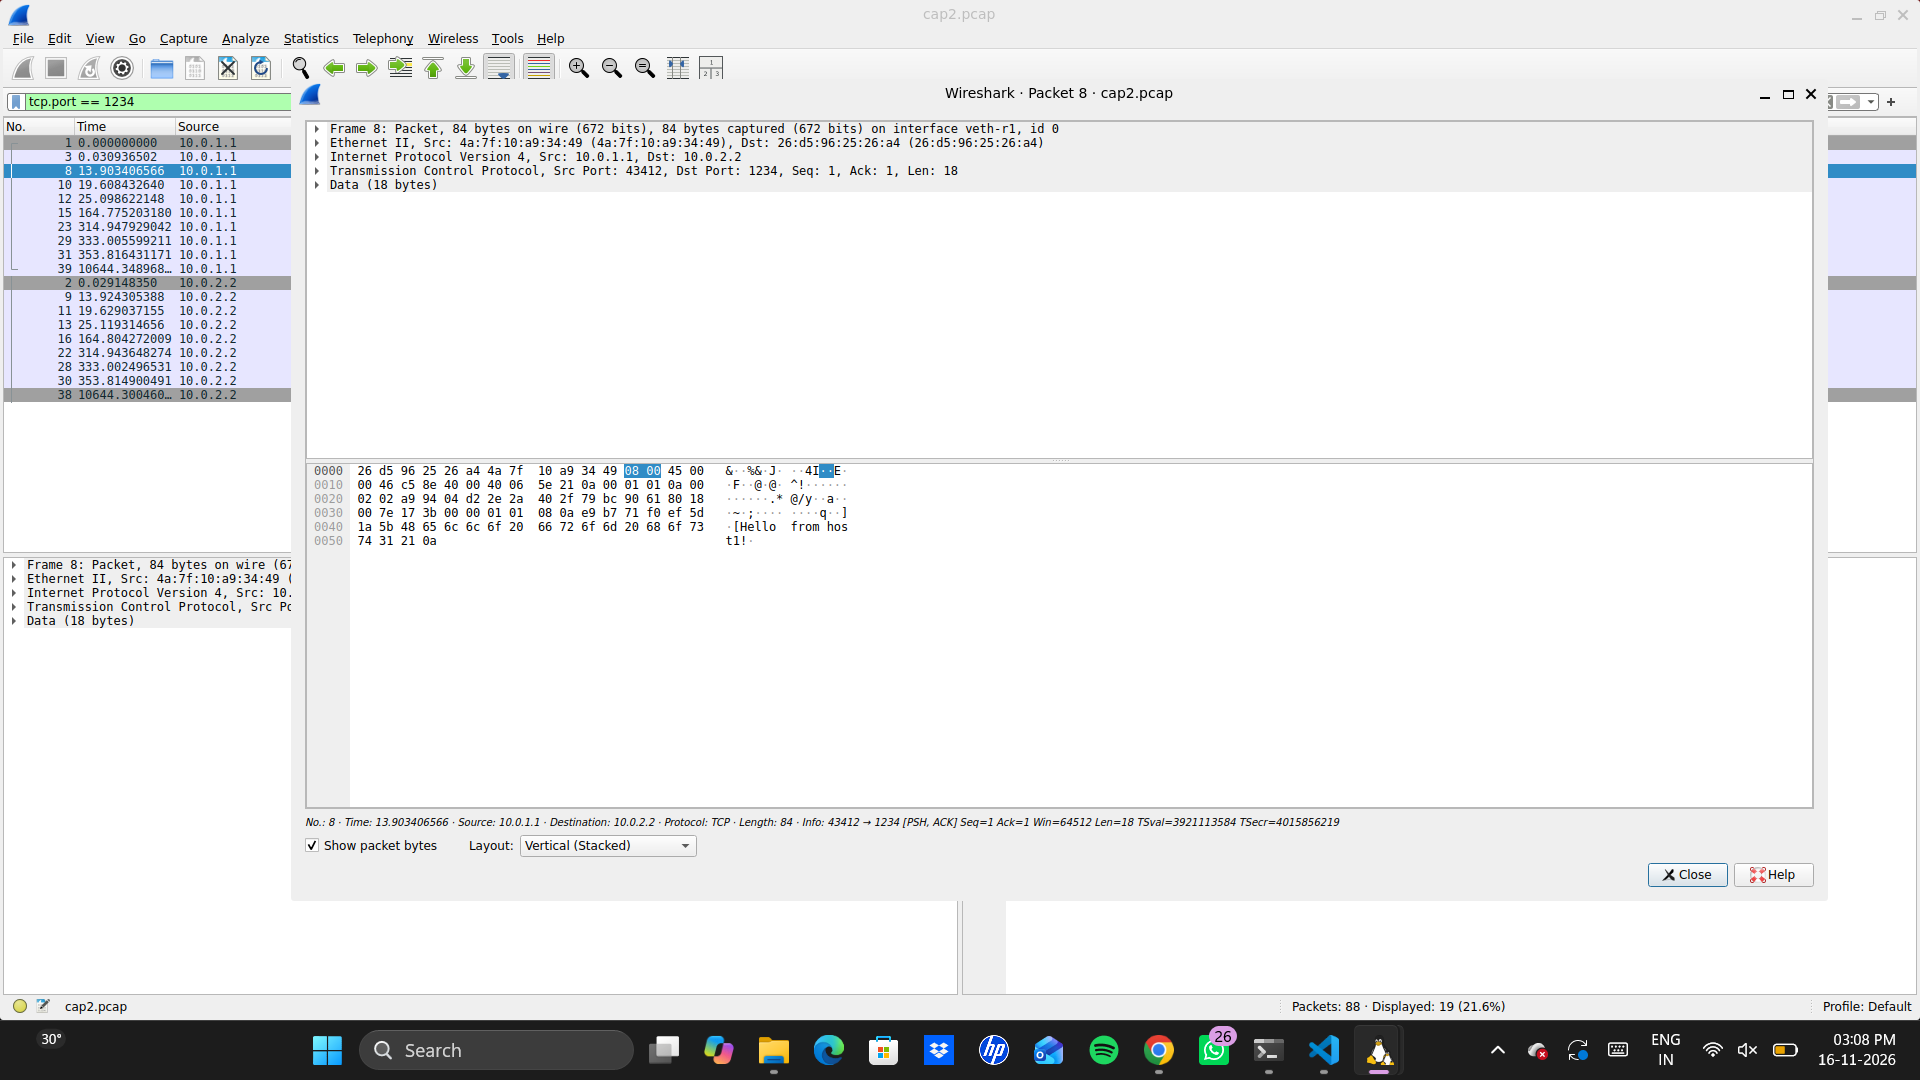 cap2.pcap
File Edit View Go Capture Analyze Statistics Telephony Wireless Tools Help
tcp.port == 1234
Wireshark · Packet 8 · cap2.pcap
No. Time Source
1 0.000000000 10.0.1.1
3 0.030936502 10.0.1.1
8 13.903406566 10.0.1.1
10 19.608432640 10.0.1.1
12 25.098622148 10.0.1.1
15 164.775203180 10.0.1.1
23 314.947929042 10.0.1.1
29 333.005599211 10.0.1.1
31 353.816431171 10.0.1.1
39 10644.348968… 10.0.1.1
2 0.029148350 10.0.2.2
9 13.924305388 10.0.2.2
11 19.629037155 10.0.2.2
13 25.119314656 10.0.2.2
16 164.804272009 10.0.2.2
22 314.943648274 10.0.2.2
28 333.002496531 10.0.2.2
30 353.814900491 10.0.2.2
38 10644.300460… 10.0.2.2
Frame 8: Packet, 84 bytes on wire (672 bits), 84 bytes captured (672 bits) on interface veth-r1, id 0
Ethernet II, Src: 4a:7f:10:a9:34:49 (4a:7f:10:a9:34:49), Dst: 26:d5:96:25:26:a4 (26:d5:96:25:26:a4)
Internet Protocol Version 4, Src: 10.0.1.1, Dst: 10.0.2.2
Transmission Control Protocol, Src Port: 43412, Dst Port: 1234, Seq: 1, Ack: 1, Len: 18
Data (18 bytes)
0000 26 d5 96 25 26 a4 4a 7f 10 a9 34 49 08 00 45 00 &··%&·J· ··4I··E·
0010 00 46 c5 8e 40 00 40 06 5e 21 0a 00 01 01 0a 00 ·F··@·@· ^!······
0020 02 02 a9 94 04 d2 2e 2a 40 2f 79 bc 90 61 80 18 ······.* @/y··a··
0030 00 7e 17 3b 00 00 01 01 08 0a e9 b7 71 f0 ef 5d ·~·;···· ····q··]
0040 1a 5b 48 65 6c 6c 6f 20 66 72 6f 6d 20 68 6f 73 ·[Hello from hos
0050 74 31 21 0a t1!·
No.: 8 · Time: 13.903406566 · Source: 10.0.1.1 · Destination: 10.0.2.2 · Protocol: TCP · Length: 84 · Info: 43412 → 1234 [PSH, ACK] Seq=1 Ack=1 Win=64512 Len=18 TSval=3921113584 TSecr=4015856219
Show packet bytes Layout: Vertical (Stacked)
Close Help
Frame 8: Packet, 84 bytes on wire (67
Ethernet II, Src: 4a:7f:10:a9:34:49 (
Internet Protocol Version 4, Src: 10.
Transmission Control Protocol, Src Po
Data (18 bytes)
cap2.pcap
Packets: 88 · Displayed: 19 (21.6%)
Profile: Default
30°
Search
26
ENG
IN
03:08 PM
16-11-2026